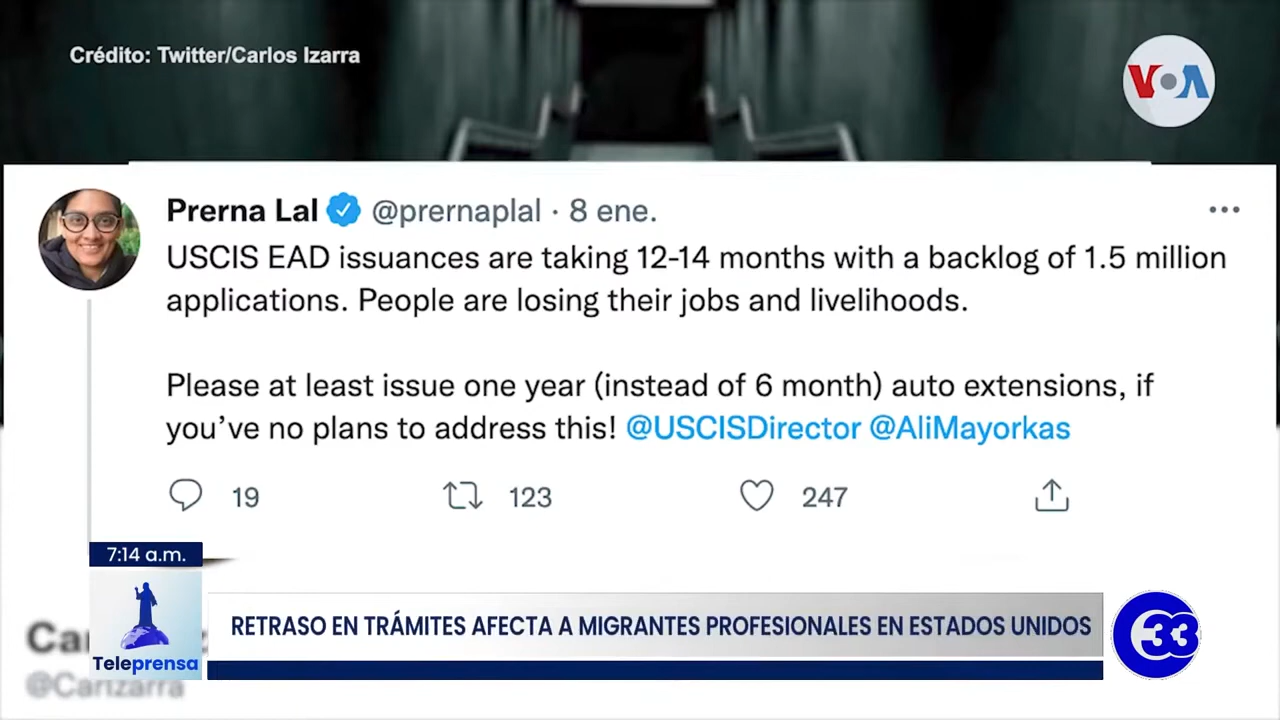 Crédito: Twitter/Carlos Izarra
VOA
Prerna Lal @prernaplal · 8 ene.
USCIS EAD issuances are taking 12-14 months with a backlog of 1.5 million
applications. People are losing their jobs and livelihoods.
Please at least issue one year (instead of 6 month) auto extensions, if
you've no plans to address this! @USCISDirector @AliMayorkas
19 123 247
7:14 a.m.
RETRASO EN TRÁMITES AFECTA A MIGRANTES PROFESIONALES EN ESTADOS UNIDOS
33
Teleprensa
@CarIzarra